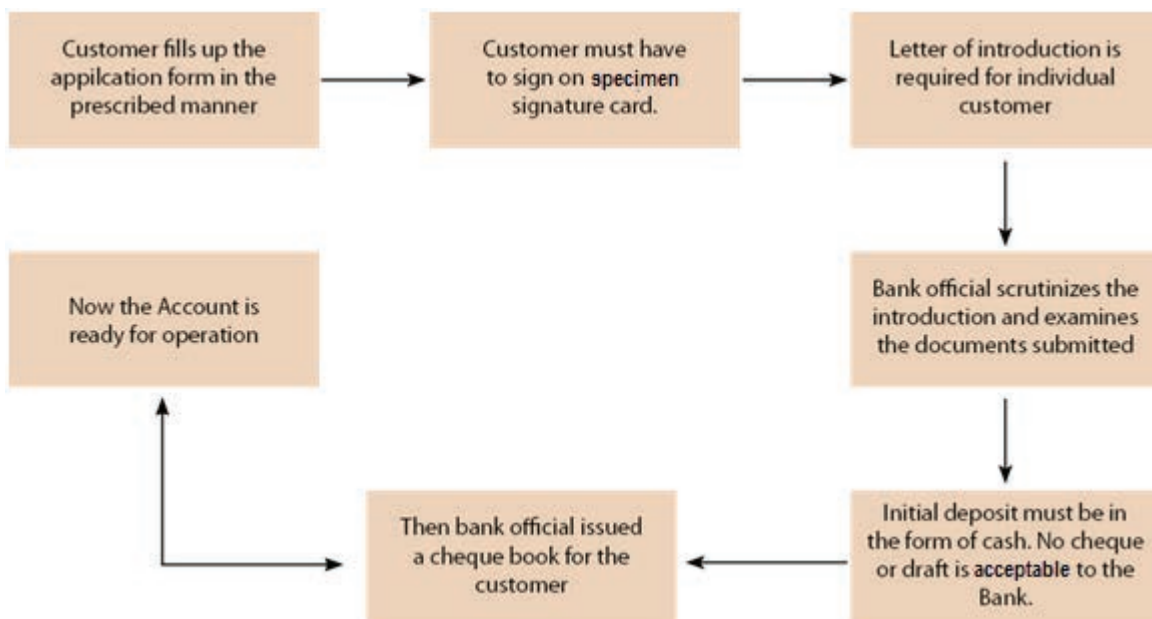 Customer fills up the
appilcation form in the
prescribed manner
Customer must have
to sign on specimen
signature card.
Letter of introduction is
required for individual
customer
Bank official scrutinizes the
introduction and examines
the documents submitted
Initial deposit must be in
the form of cash. No cheque
or draft is acceptable to the
Bank.
Then bank official issued
a cheque book for the
customer
Now the Account is
ready for operation